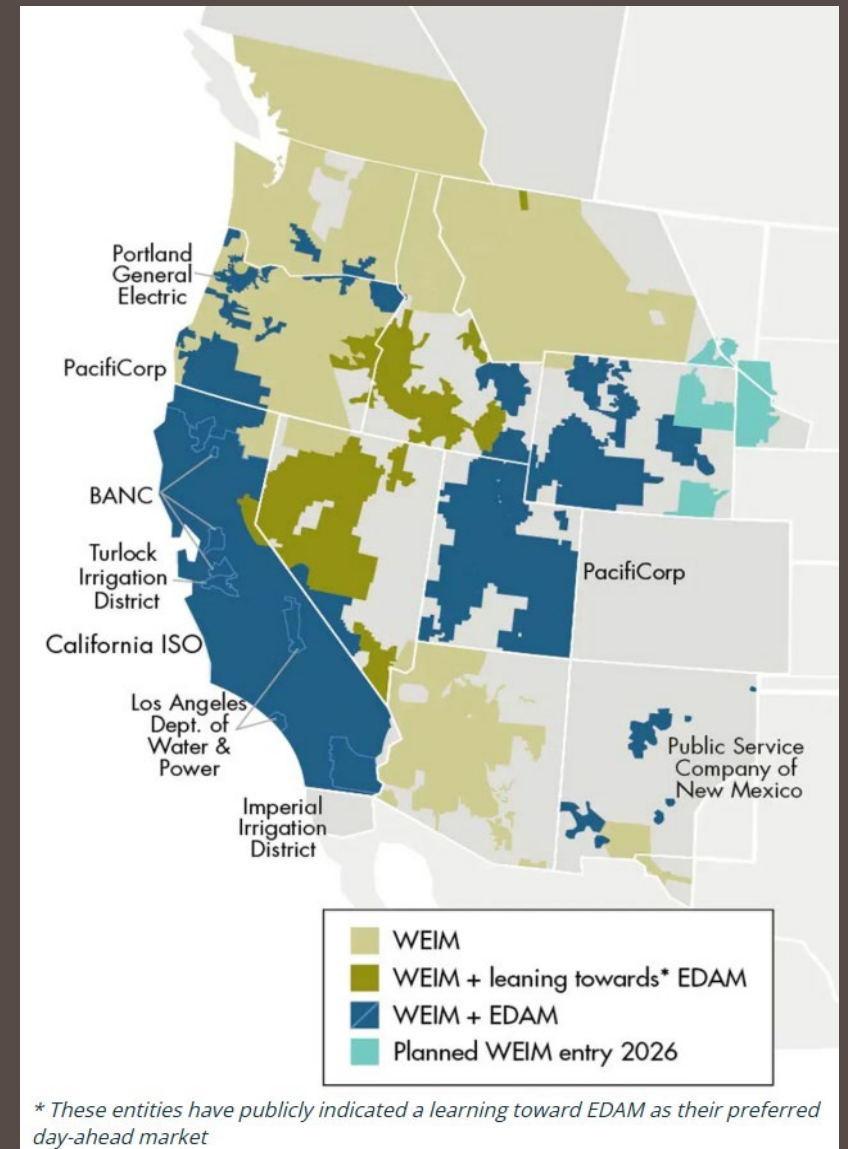 Portland
General
Electric
PacifiCorp
BANC
Turlock
Irrigation
District
California ISO
Los Angeles
Dept. of
Water &
Power
Imperial
Irrigation
District
PacifiCorp
Public Service
Company of
New Mexico
WEIM
WEIM + leaning towards* EDAM
WEIM + EDAM
Planned WEIM entry 2026
* These entities have publicly indicated a learning toward EDAM as their preferred
day-ahead market